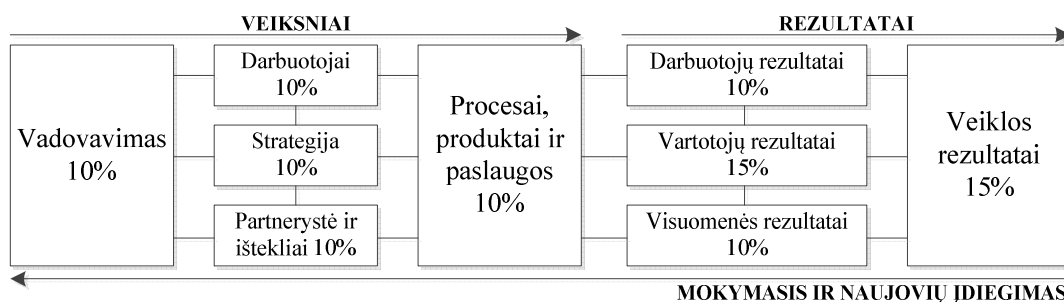 VEIKSNIAI
REZULTATAI
Vadovavimas
10%
Darbuotojai
10%
Strategija
10%
Partnerystė ir
ištekliai 10%
Procesai,
produktai ir
paslaugos
10%
Darbuotojų rezultatai
10%
Vartotojų rezultatai
15%
Visuomenės rezultatai
10%
Veiklos
rezultatai
15%
MOKYMASIS IR NAUJOVIŲ ĮDIEGIMAS